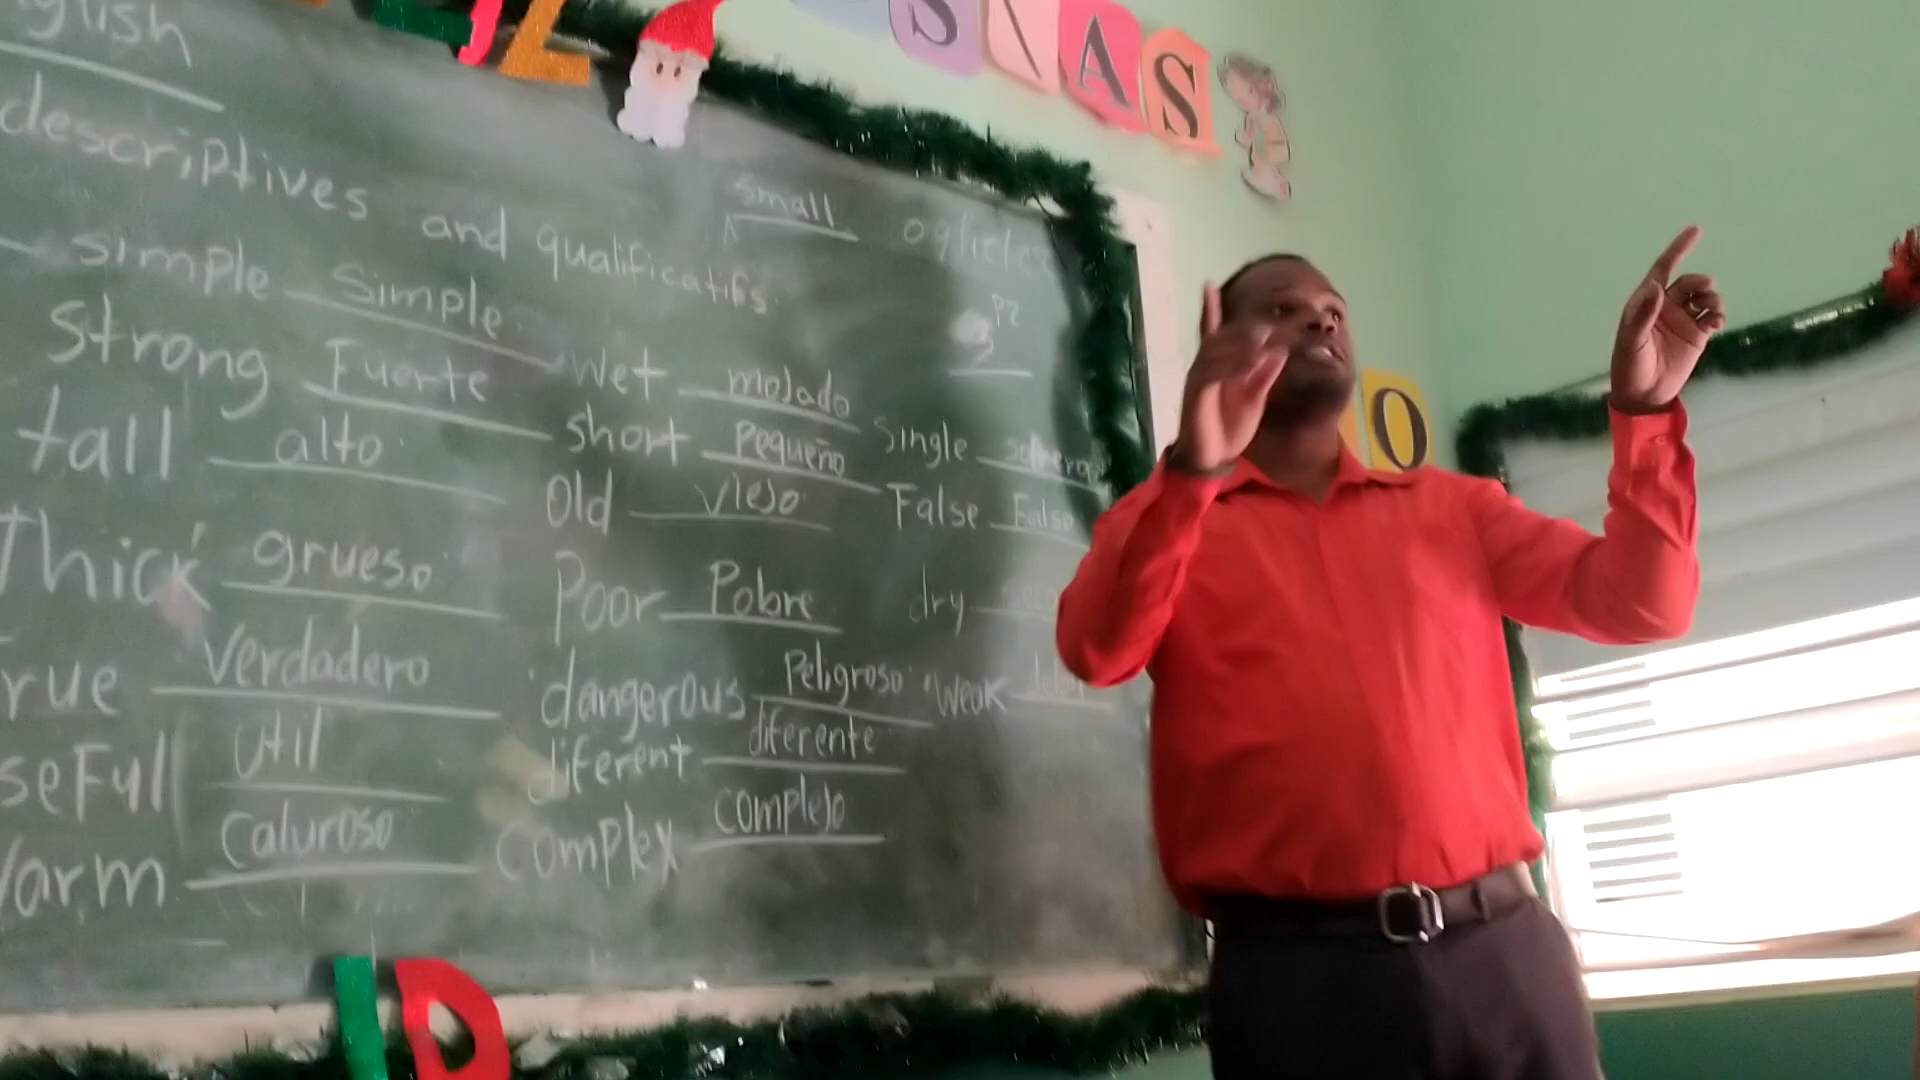 glish
descriptives and qualificatifs
small
simple Simple
Strong Fuerte
tall alto
Thick grueso
rue Verdadero
seFull util
Varm Caluroso
Wet mojado
short Pequeño
Old viejo
Poor Pobre
dangerous Peligroso
diferent diferente
Complex complejo
Single
False Falso
dry
Weak
S I A S
O
I D